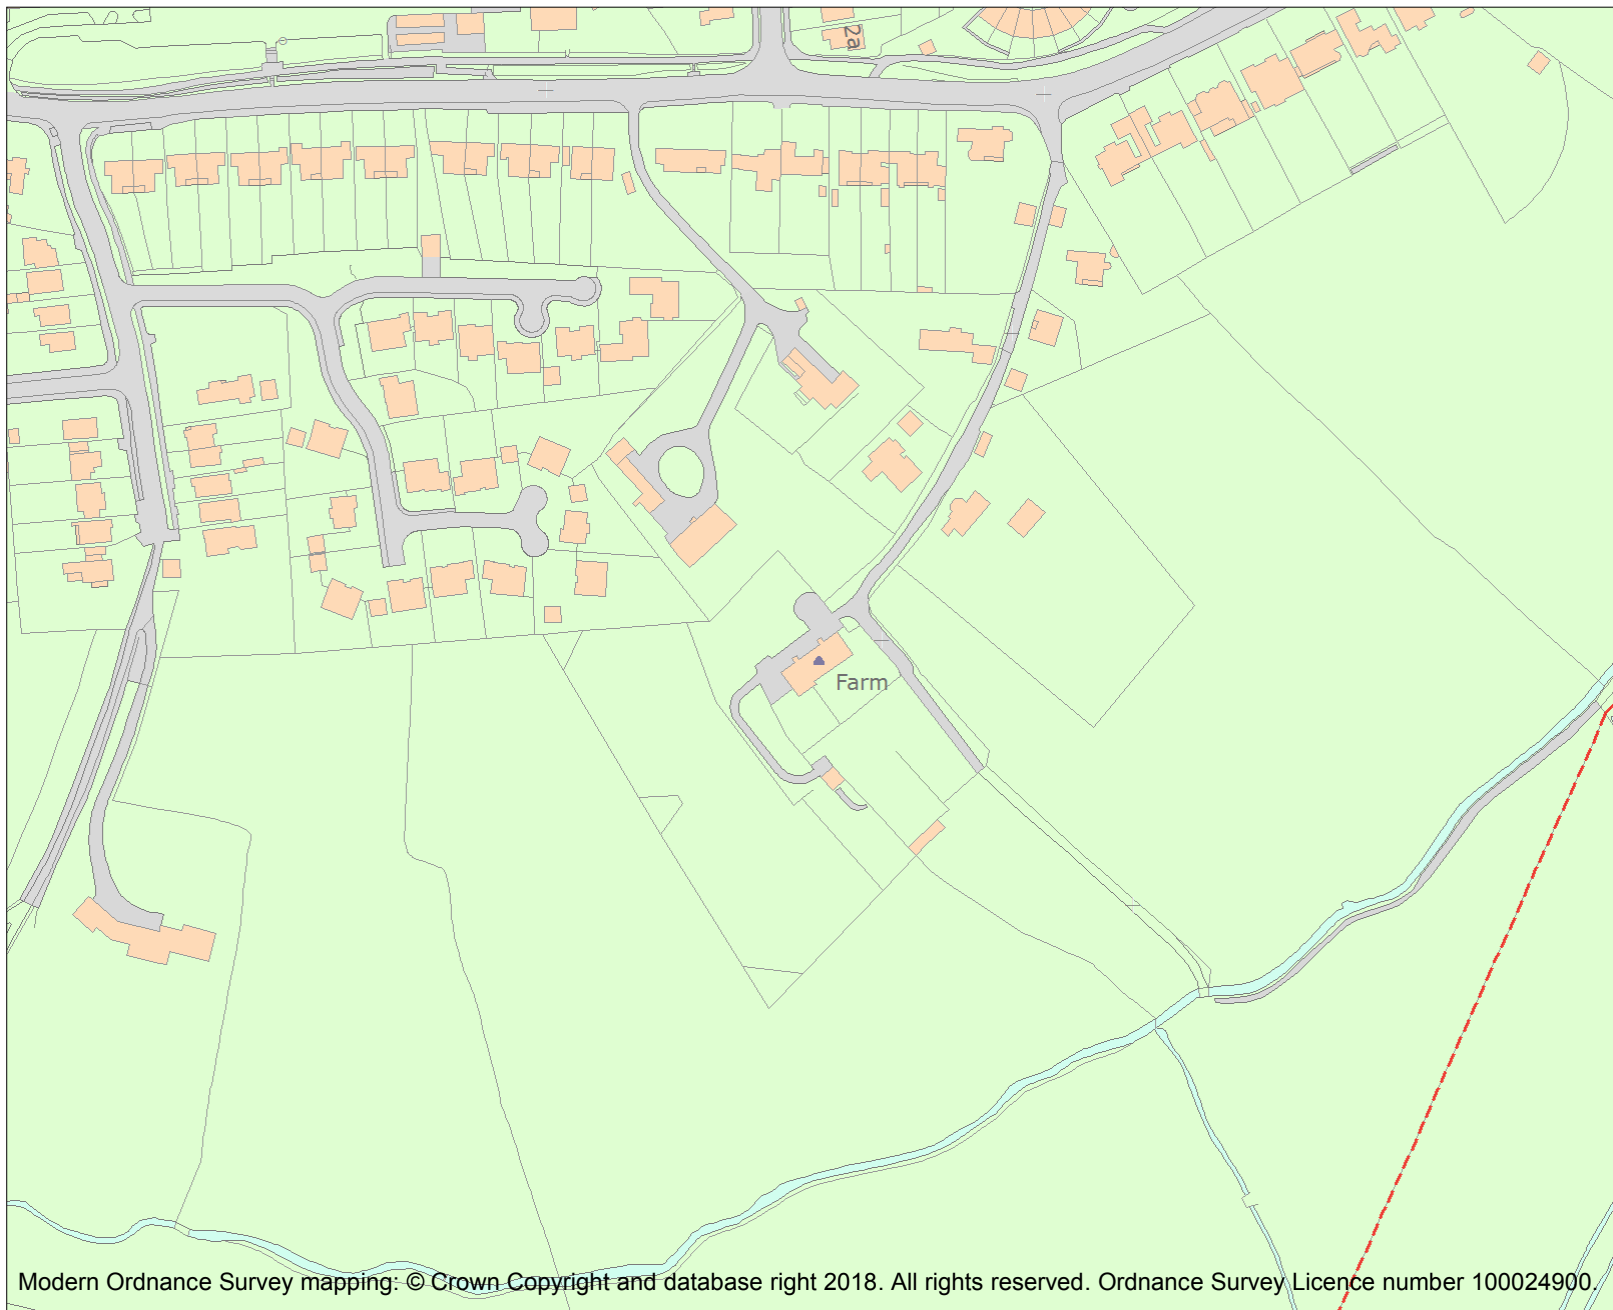 2a
Farm
Modern Ordnance Survey mapping: © Crown Copyright and database right 2018. All rights reserved. Ordnance Survey Licence number 100024900.